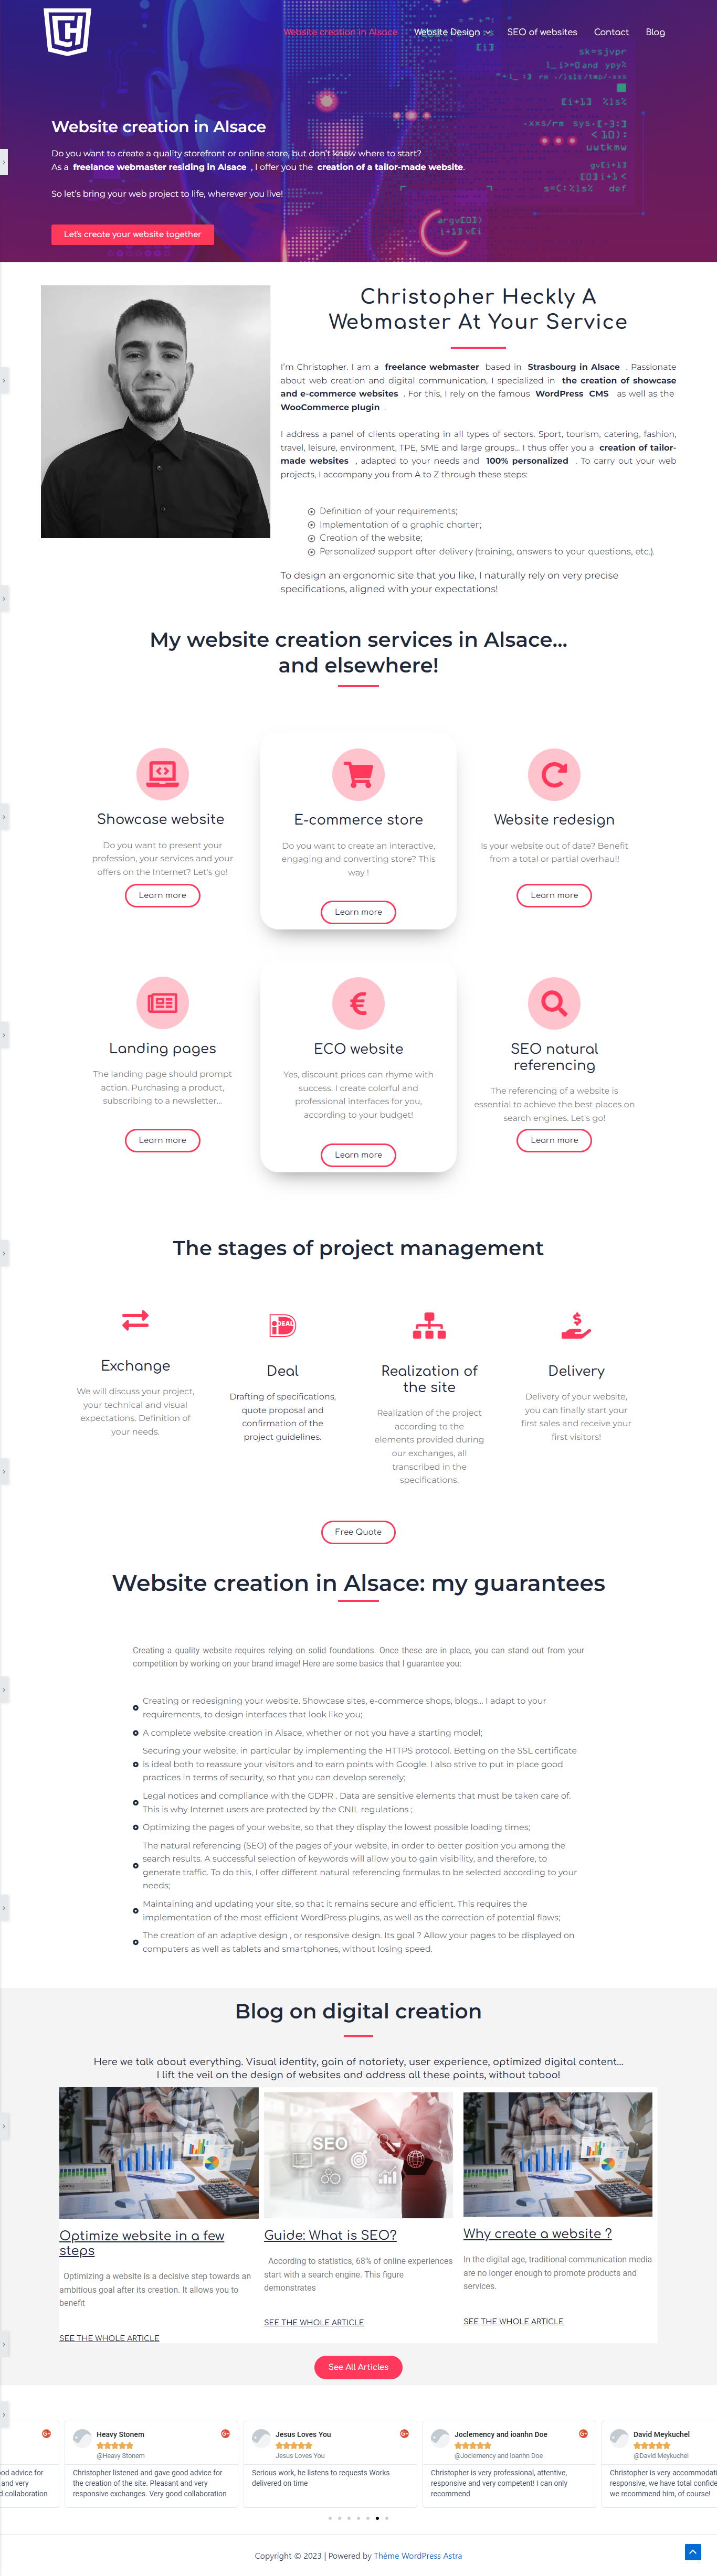 Website creation in Alsace
Website Design
SEO of websites
Contact
Blog
Website creation in Alsace
Do you want to create a quality storefront or online store, but don't know where to start?
As a freelance webmaster residing in Alsace , I offer you the creation of a tailor-made website.
So let's bring your web project to life, wherever you live!
Let's create your website together
Christopher Heckly A
Webmaster At Your Service
I'm Christopher. I am a freelance webmaster based in Strasbourg in Alsace . Passionate
about web creation and digital communication, I specialized in the creation of showcase
and e-commerce websites . For this, I rely on the famous WordPress CMS as well as the
WooCommerce plugin .
I address a panel of clients operating in all types of sectors. Sport, tourism, catering, fashion,
travel, leisure, environment, TPE, SME and large groups... I thus offer you a creation of tailor-
made websites , adapted to your needs and 100% personalized . To carry out your web
projects, I accompany you from A to Z through these steps:
Definition of your requirements;
Implementation of a graphic charter;
Creation of the website;
Personalized support after delivery (training, answers to your questions, etc.).
To design an ergonomic site that you like, I naturally rely on very precise
specifications, aligned with your expectations!
My website creation services in Alsace...
and elsewhere!
Showcase website
Do you want to present your
profession, your services and your
offers on the Internet? Let's go!
Learn more
E-commerce store
Do you want to create an interactive,
engaging and converting store? This
way !
Learn more
Website redesign
Is your website out of date? Benefit
from a total or partial overhaul!
Learn more
Landing pages
The landing page should prompt
action. Purchasing a product,
subscribing to a newsletter...
Learn more
ECO website
Yes, discount prices can rhyme with
success. I create colorful and
professional interfaces for you,
according to your budget!
Learn more
SEO natural
referencing
The referencing of a website is
essential to achieve the best places on
search engines. Let's go!
Learn more
The stages of project management
Exchange
We will discuss your project,
your technical and visual
expectations. Definition of
your needs.
Deal
Drafting of specifications,
quote proposal and
confirmation of the
project guidelines.
Realization of
the site
Realization of the project
according to the
elements provided during
our exchanges, all
transcribed in the
specifications.
Delivery
Delivery of your website,
you can finally start your
first sales and receive your
first visitors!
Free Quote
Website creation in Alsace: my guarantees
Creating a quality website requires relying on solid foundations. Once these are in place, you can stand out from your
competition by working on your brand image! Here are some basics that I guarantee you:
Creating or redesigning your website. Showcase sites, e-commerce shops, blogs... I adapt to your
requirements, to design interfaces that look like you;
A complete website creation in Alsace, whether or not you have a starting model;
Securing your website, in particular by implementing the HTTPS protocol. Betting on the SSL certificate
is ideal both to reassure your visitors and to earn points with Google. I also strive to put in place good
practices in terms of security, so that you can develop serenely;
Legal notices and compliance with the GDPR . Data are sensitive elements that must be taken care of.
This is why Internet users are protected by the CNIL regulations ;
Optimizing the pages of your website, so that they display the lowest possible loading times;
The natural referencing (SEO) of the pages of your website, in order to better position you among the
search results. A successful selection of keywords will allow you to gain visibility, and therefore, to
generate traffic. To do this, I offer different natural referencing formulas to be selected according to your
needs;
Maintaining and updating your site, so that it remains secure and efficient. This requires the
implementation of the most efficient WordPress plugins, as well as the correction of potential flaws;
The creation of an adaptive design , or responsive design. Its goal ? Allow your pages to be displayed on
computers as well as tablets and smartphones, without losing speed.
Blog on digital creation
Here we talk about everything. Visual identity, gain of notoriety, user experience, optimized digital content...
I lift the veil on the design of websites and address all these points, without taboo!
SEO
Optimize website in a few
steps
Optimizing a website is a decisive step towards an
ambitious goal after its creation. It allows you to
benefit
SEE THE WHOLE ARTICLE
Guide: What is SEO?
According to statistics, 68% of online experiences
start with a search engine. This figure
demonstrates
SEE THE WHOLE ARTICLE
Why create a website ?
In the digital age, traditional communication media
are no longer enough to promote products and
services.
SEE THE WHOLE ARTICLE
See All Articles
advice for
and very
collaboration
Heavy Stonem
@Heavy Stonem
Christopher listened and gave good advice for
the creation of the site. Pleasant and very
responsive exchanges. Very good collaboration
Jesus Loves You
Jesus Loves You
Serious work, he listens to requests Works
delivered on time
Joclemency and ioanhn Doe
@Joclemency and ioanhn Doe
Christopher is very professional, attentive,
responsive and very competent! I can only
recommend
David Meykuchel
@David Meykuchel
Christopher is very
responsive, we have total
we recommend him, of course!
Copyright © 2023 | Powered by Thème WordPress Astra